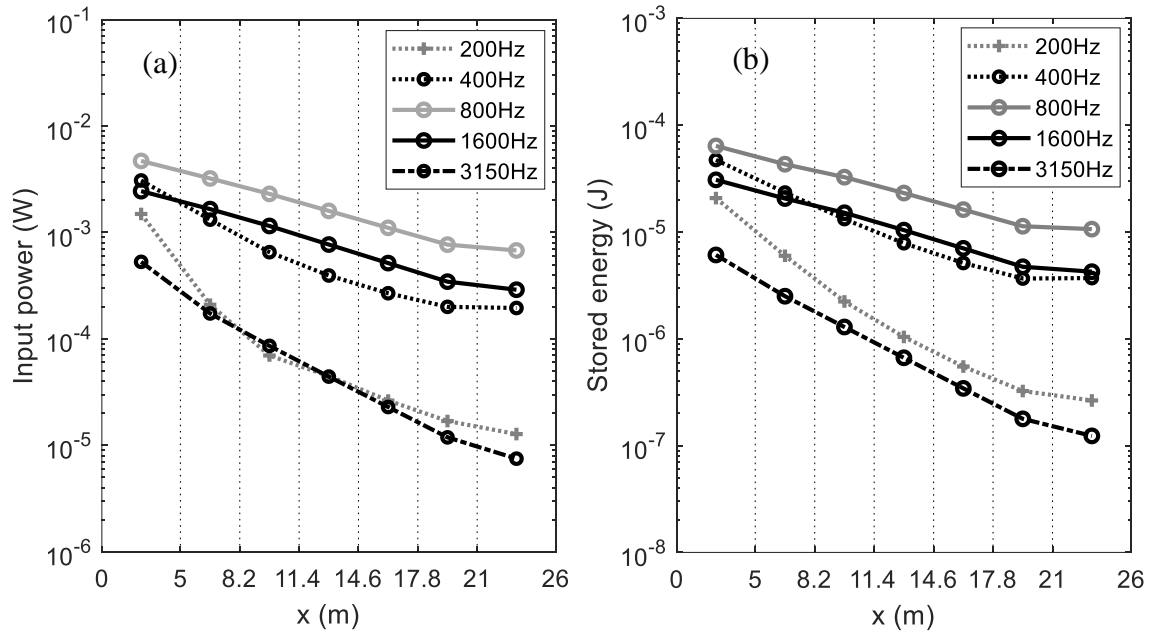 (a)
200Hz
400Hz
800Hz
1600Hz
3150Hz
10-1
10-2
10-3
10-4
10-5
10-6
Input power (W)
0 5 8.2 11.4 14.6 17.8 21 26
x (m)
(b)
200Hz
400Hz
800Hz
1600Hz
3150Hz
10-3
10-4
10-5
10-6
10-7
10-8
Stored energy (J)
0 5 8.2 11.4 14.6 17.8 21 26
x (m)